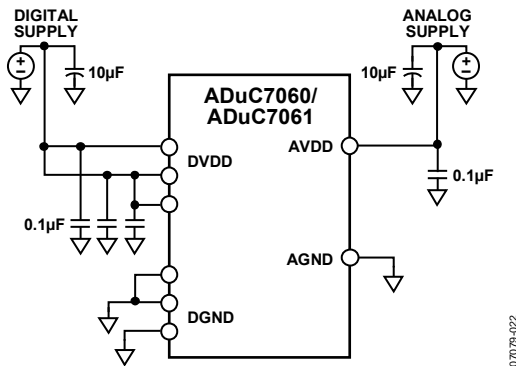 DIGITAL
SUPPLY
ANALOG
SUPPLY
10µF
10µF
ADuC7060/
ADuC7061
DVDD
AVDD
0.1µF
0.1µF
AGND
DGND
07079-022